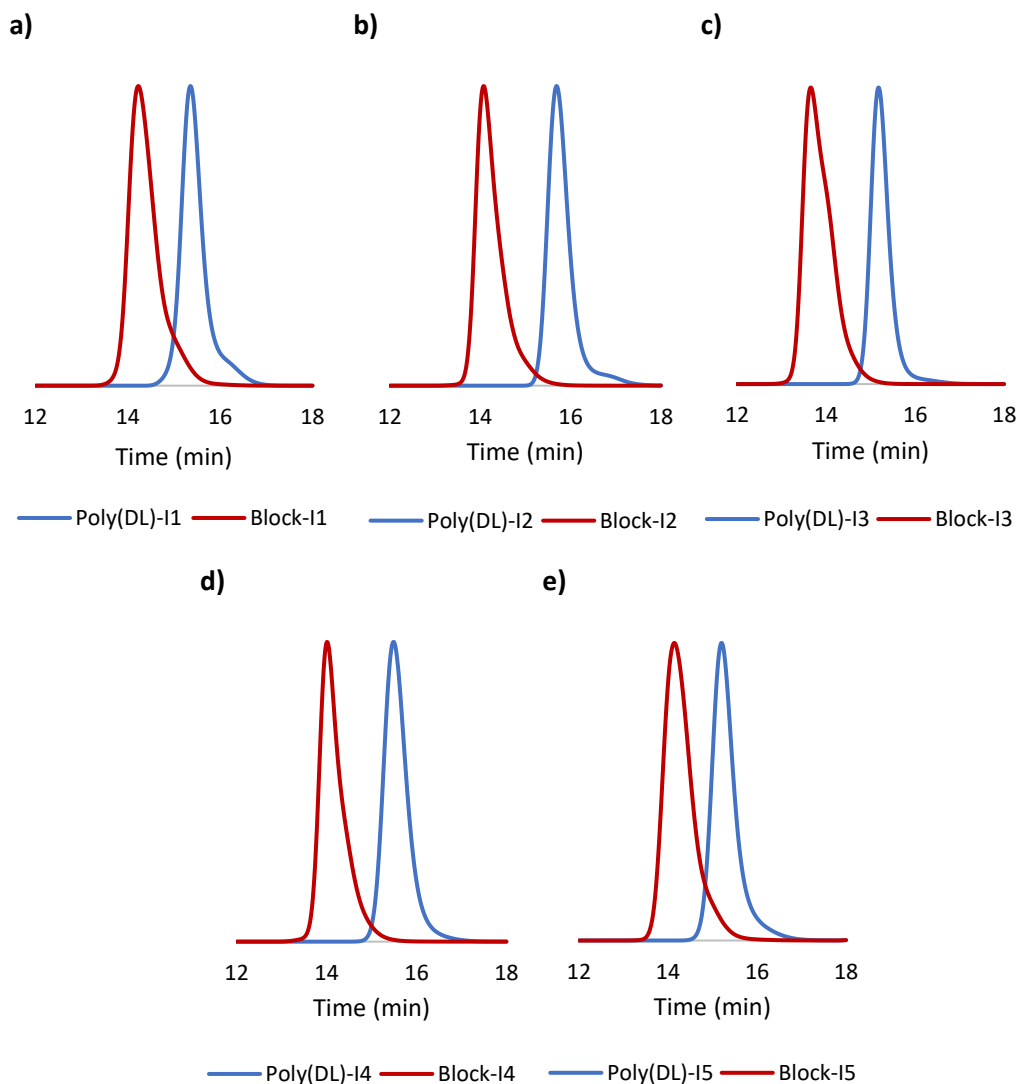 a) b) c)
12 14 16 18 12 14 16 18 12 14 16 18
Time (min) Time (min) Time (min)
Poly(DL)-I1 Block-I1 Poly(DL)-I2 Block-I2 Poly(DL)-I3 Block-I3
d) e)
12 14 16 18 12 14 16 18
Time (min) Time (min)
Poly(DL)-I4 Block-I4 Poly(DL)-I5 Block-I5